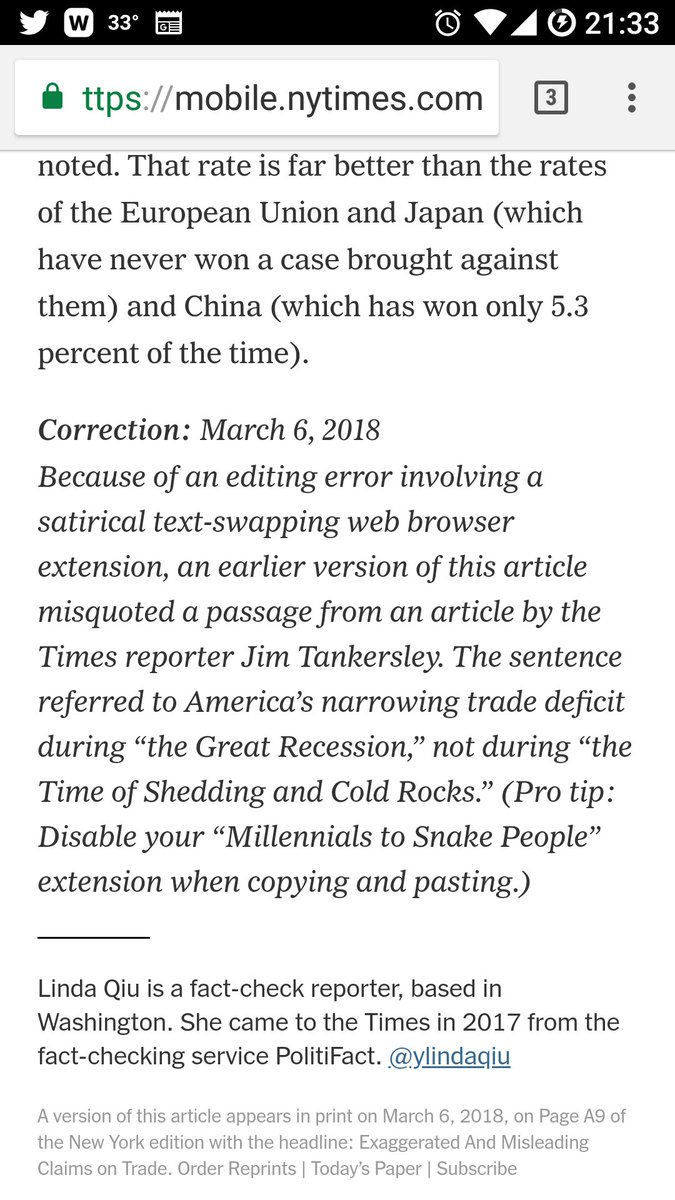 W 33° 21:33
ttps://mobile.nytimes.com 3
noted. That rate is far better than the rates
of the European Union and Japan (which
have never won a case brought against
them) and China (which has won only 5.3
percent of the time).
Correction: March 6, 2018
Because of an editing error involving a
satirical text-swapping web browser
extension, an earlier version of this article
misquoted a passage from an article by the
Times reporter Jim Tankersley. The sentence
referred to America’s narrowing trade deficit
during “the Great Recession,” not during “the
Time of Shedding and Cold Rocks.” (Pro tip:
Disable your “Millennials to Snake People”
extension when copying and pasting.)
Linda Qiu is a fact-check reporter, based in
Washington. She came to the Times in 2017 from the
fact-checking service PolitiFact. @ylindaqiu
A version of this article appears in print on March 6, 2018, on Page A9 of
the New York edition with the headline: Exaggerated And Misleading
Claims on Trade. Order Reprints | Today’s Paper | Subscribe